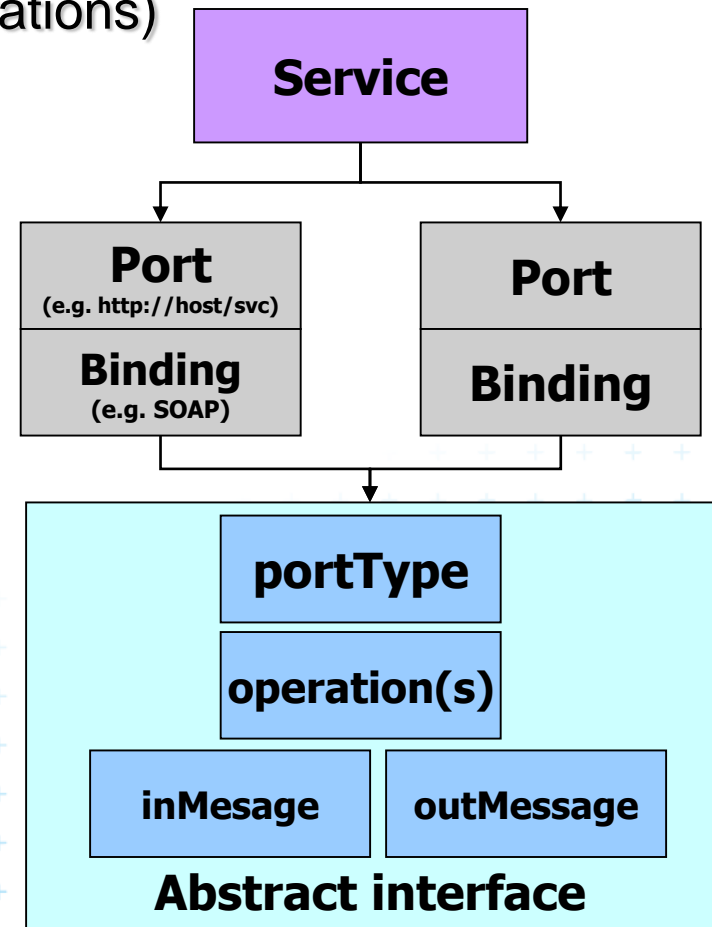 ations)
Service
Port
(e.g. http://host/svc)
Binding
(e.g. SOAP)
Port
Binding
portType
operation(s)
inMesage
outMessage
Abstract interface